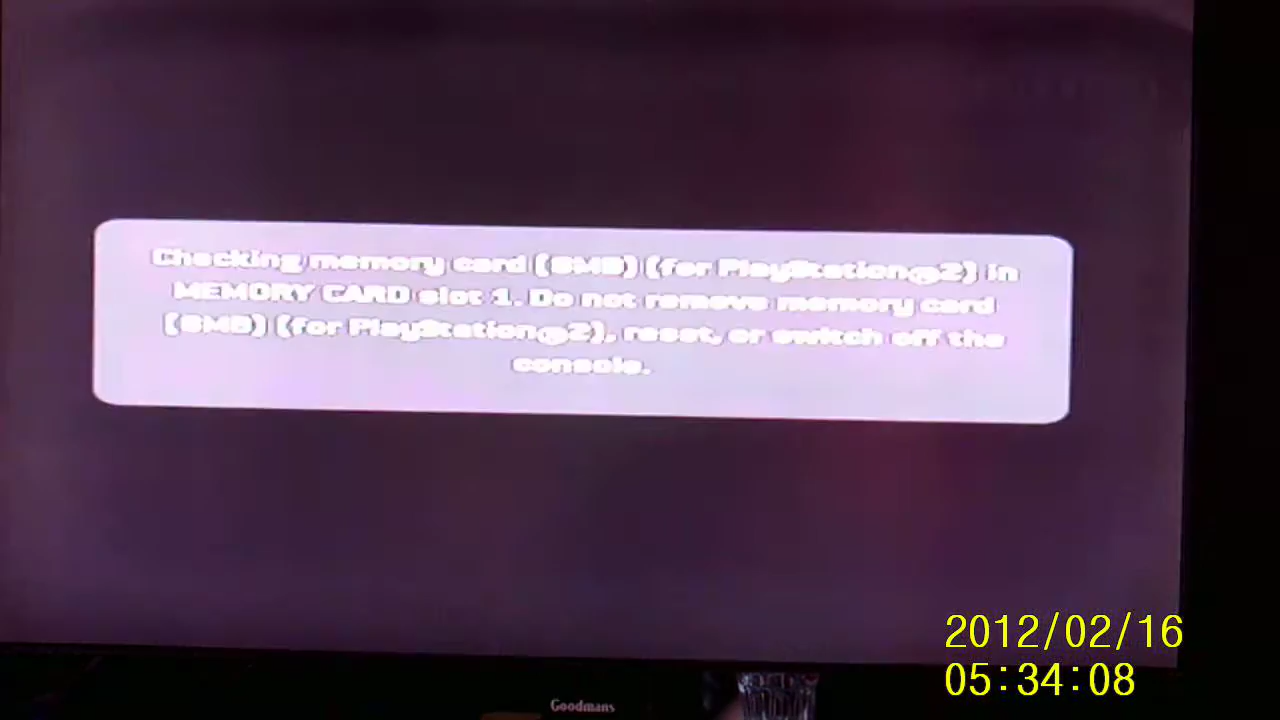 Checking memory card (8MB) (for PlayStation®2) in
MEMORY CARD slot 1. Do not remove memory card
(8MB) (for PlayStation®2), reset, or switch off the
console.
2012/02/16
05:34:08
Goodmans